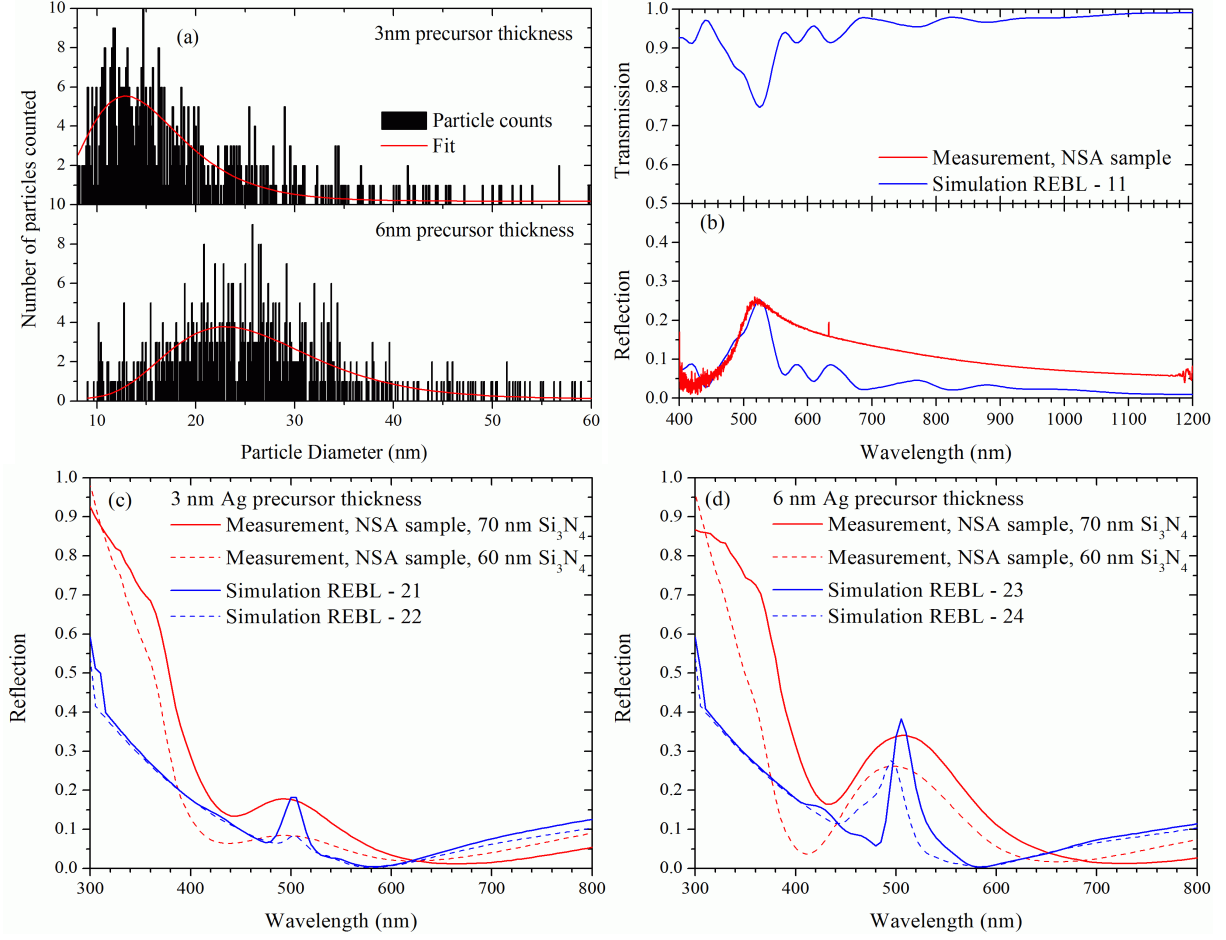 (a)
3nm precursor thickness
Particle counts
Fit
10
8
6
4
2
10
6nm precursor thickness
8
6
4
2
0
10
20
30
40
50
60
Number of particles counted
Particle Diameter (nm)
1.0
0.9
0.8
0.7
0.6
0.5
Transmission
Measurement, NSA sample
Simulation REBL - 11
(b)
0.4
0.3
0.2
0.1
0.0
Reflection
400
500
600
700
800
900
1000
1100
1200
Wavelength (nm)
(c)
3 nm Ag precursor thickness
Measurement, NSA sample, 70 nm Si3N4
Measurement, NSA sample, 60 nm Si3N4
Simulation REBL - 21
Simulation REBL - 22
1.0
0.9
0.8
0.7
0.6
0.5
0.4
0.3
0.2
0.1
0.0
Reflection
300
400
500
600
700
800
Wavelength (nm)
(d)
6 nm Ag precursor thickness
Measurement, NSA sample, 70 nm Si3N4
Measurement, NSA sample, 60 nm Si3N4
Simulation REBL - 23
Simulation REBL - 24
1.0
0.9
0.8
0.7
0.6
0.5
0.4
0.3
0.2
0.1
0.0
Reflection
300
400
500
600
700
800
Wavelength (nm)